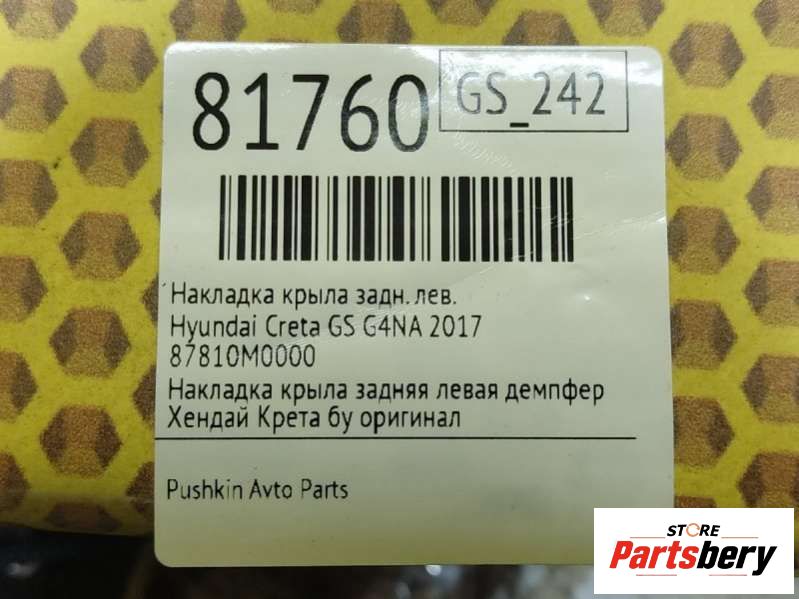 81760
GS_242
Накладка крыла задн. лев.
Hyundai Creta GS G4NA 2017
87810M0000
Накладка крыла задняя левая демпфер
Хендай Крета бу оригинал
Pushkin Avto Parts
STORE
Partsbery